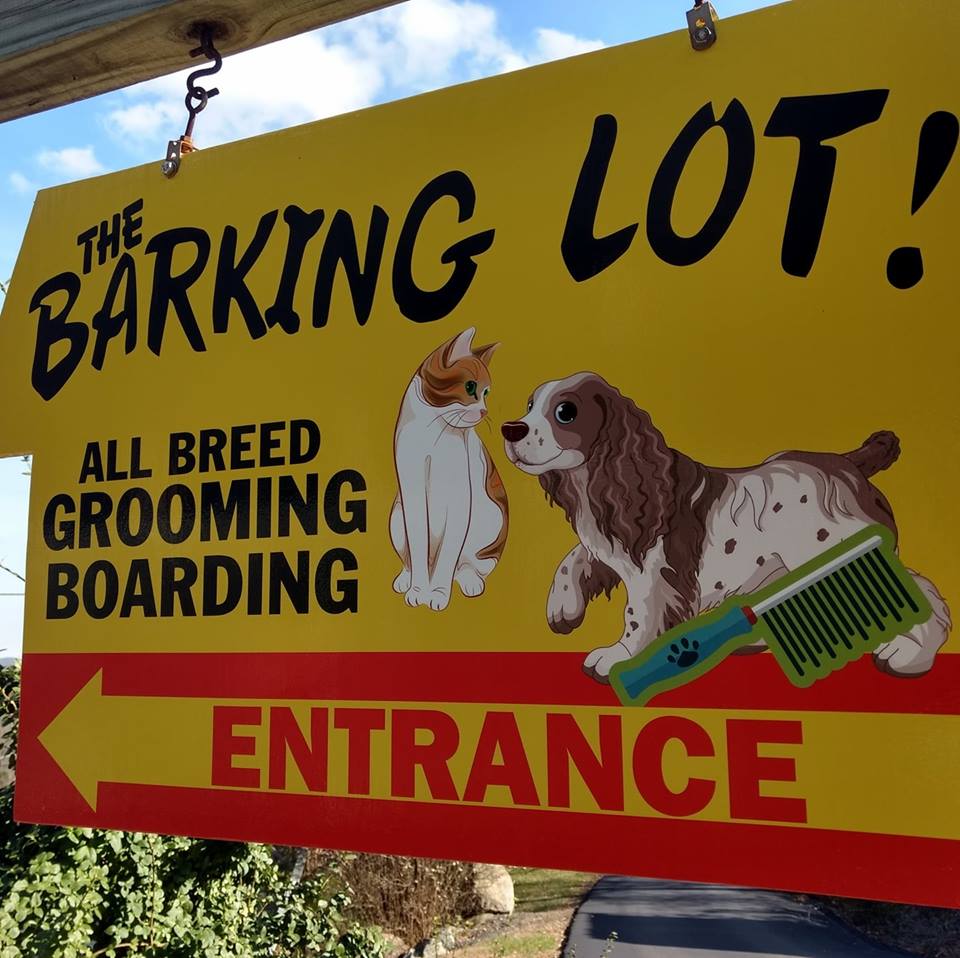 THE
BARKING LOT!
ALL BREED
GROOMING
BOARDING
ENTRANCE